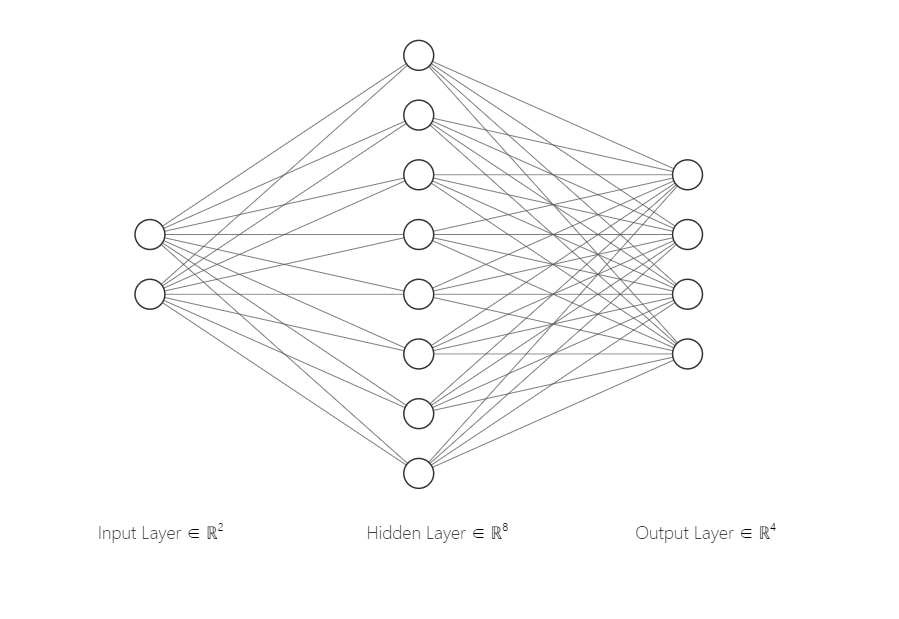 Input Layer ∈ ℝ²
Hidden Layer ∈ ℝ⁸
Output Layer ∈ ℝ⁴